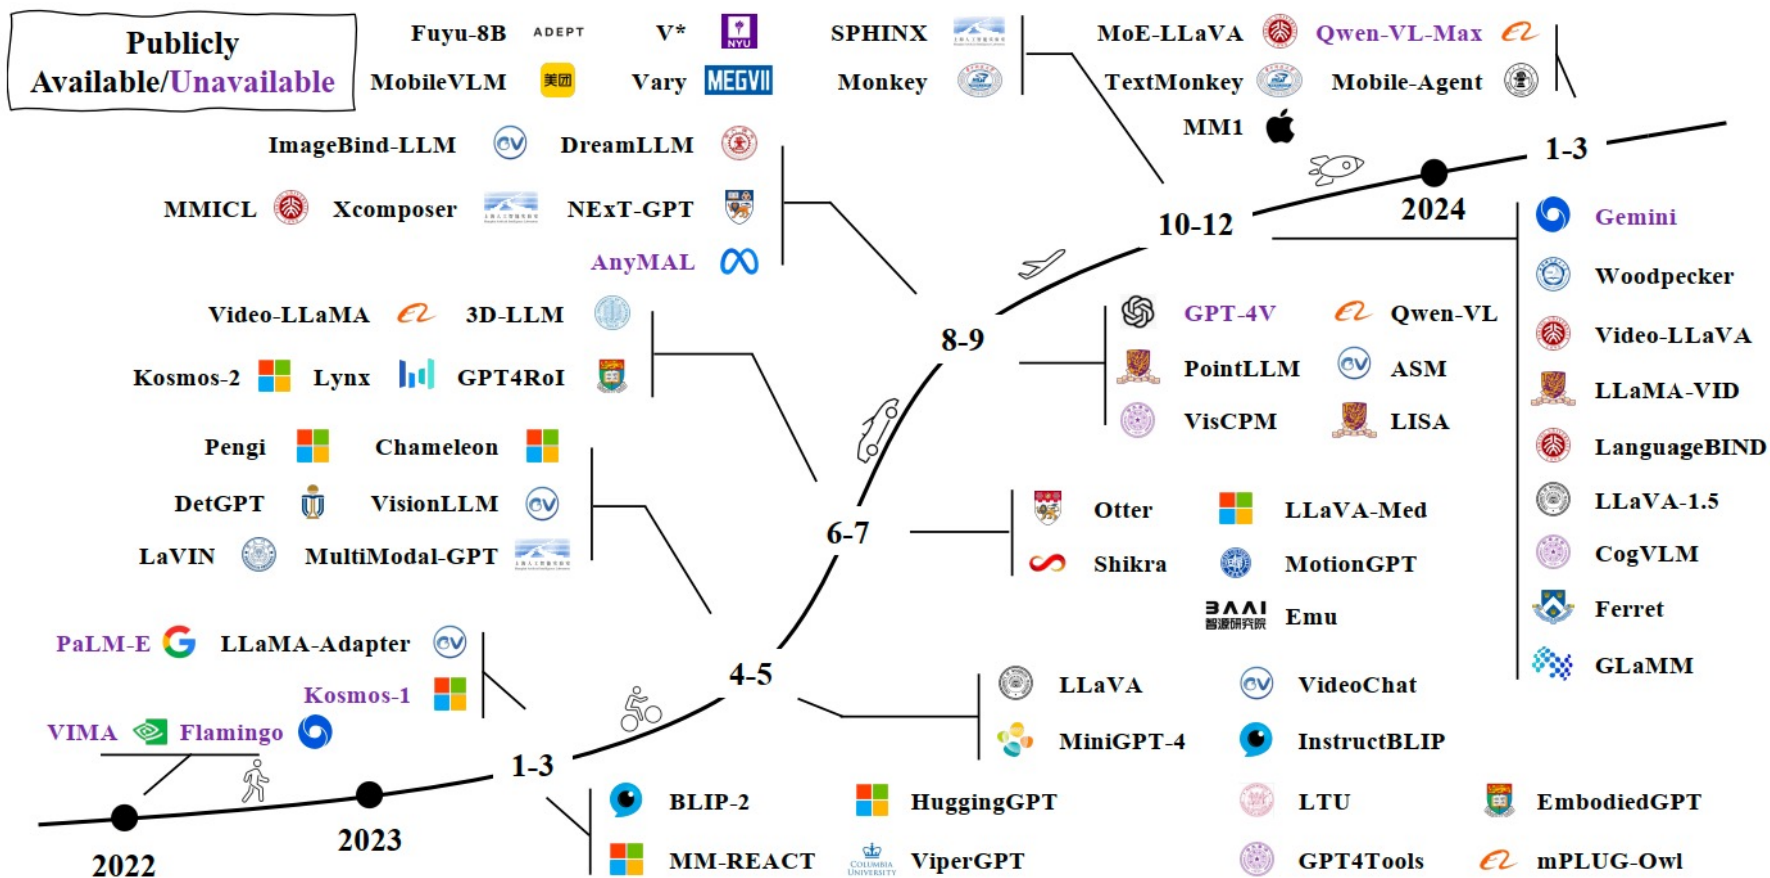 Publicly
Available/Unavailable
Fuyu-8B ADEPT V* NYU SPHINX MoE-LLaVA Qwen-VL-Max
MobileVLM 美团 Vary MEGVII Monkey TextMonkey Mobile-Agent
MM1
ImageBind-LLM DreamLLM
MMICL Xcomposer NExT-GPT
AnyMAL
1-3
2024
10-12
Gemini
Woodpecker
Video-LLaVA
LLaMA-VID
LanguageBIND
LLaVA-1.5
CogVLM
Ferret
GLaMM
Video-LLaMA 3D-LLM
Kosmos-2 Lynx GPT4RoI
8-9
GPT-4V Qwen-VL
PointLLM ASM
VisCPM LISA
Pengi Chameleon
DetGPT VisionLLM
LaVIN MultiModal-GPT
6-7
Otter LLaVA-Med
Shikra MotionGPT
BAAI
智源研究院 Emu
PaLM-E LLaMA-Adapter
Kosmos-1
4-5
LLaVA VideoChat
MiniGPT-4 InstructBLIP
VIMA Flamingo
1-3
BLIP-2 HuggingGPT LTU EmbodiedGPT
MM-REACT COLUMBIA UNIVERSITY ViperGPT GPT4Tools mPLUG-Owl
2023
2022